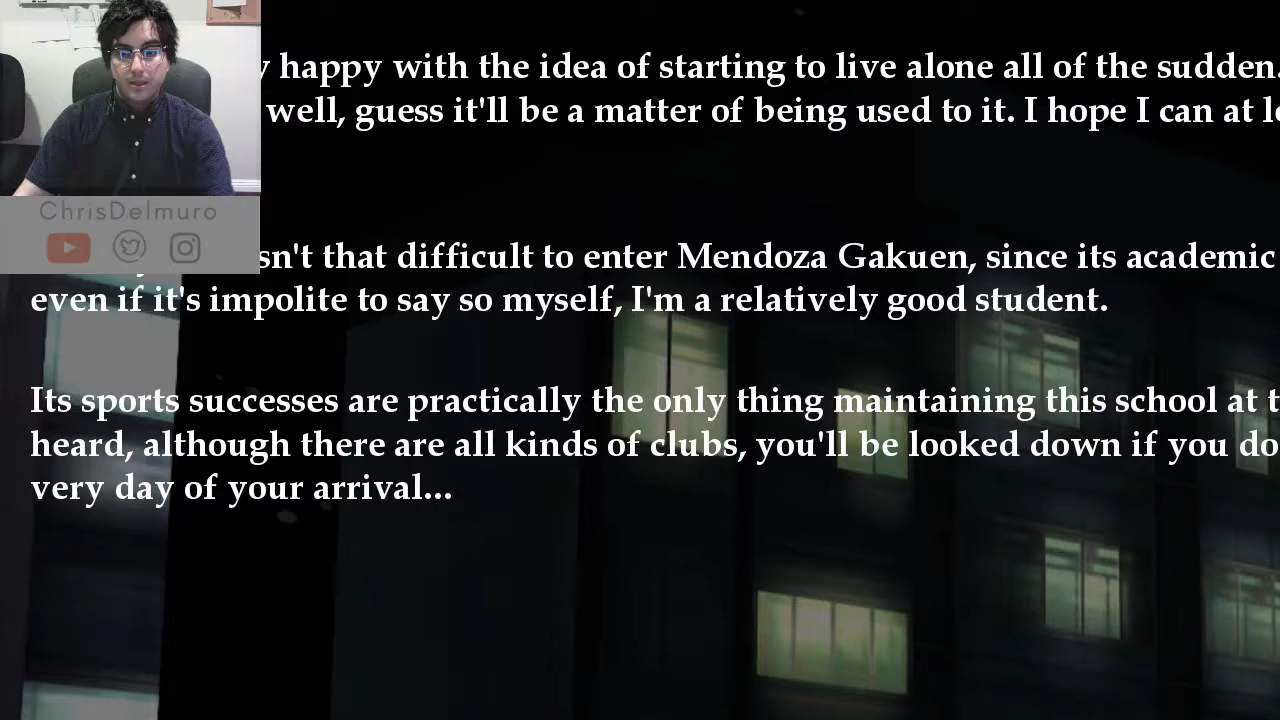 happy with the idea of starting to live alone all of the sudden.
well, guess it'll be a matter of being used to it. I hope I can at
ChrisDelmuro
that difficult to enter Mendoza Gakuen, since its academic
even if it's impolite to say so myself, I'm a relatively good student.
Its sports successes are practically the only thing maintaining this school at
heard, although there are all kinds of clubs, you'll be looked down if you
very day of your arrival...